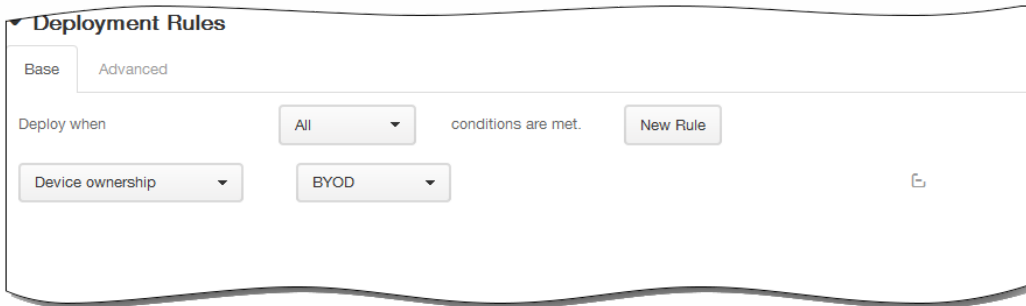 Deployment Rules
Base Advanced
Deploy when All conditions are met. New Rule
Device ownership BYOD